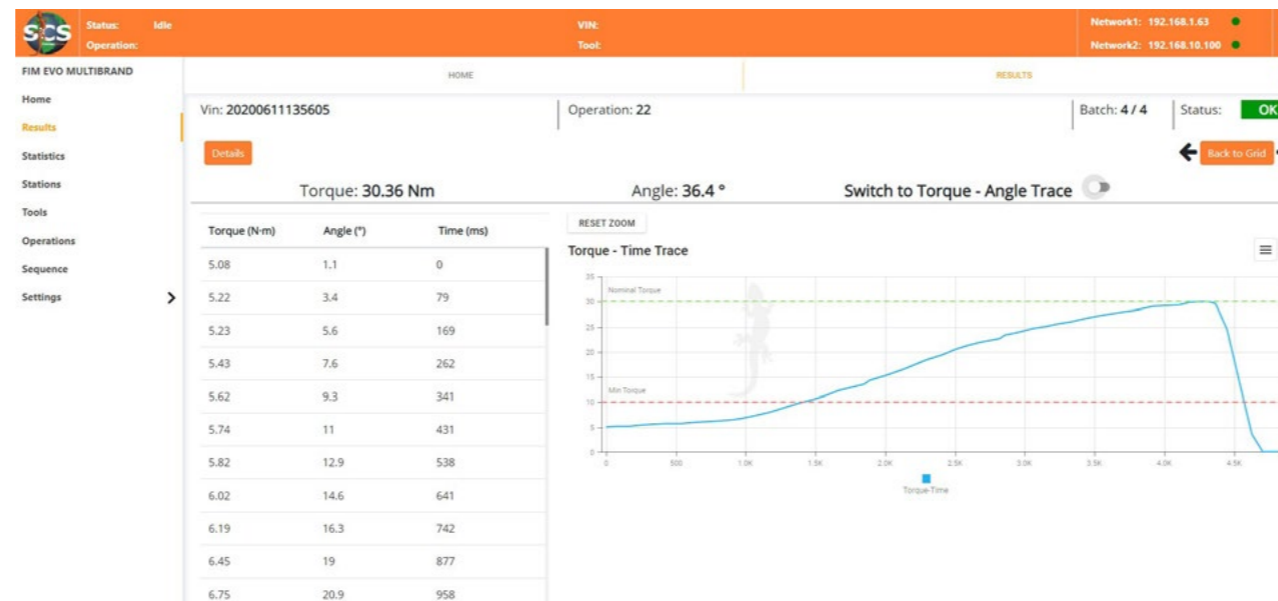 SCS
Status: Idle
Operation:
VIN:
Tool:
Network1: 192.168.1.63
Network2: 192.168.10.100
FIM EVO MULTIBRAND
Home
Results
Statistics
Stations
Tools
Operations
Sequence
Settings
HOME
RESULTS
Vin: 20200611135605
Operation: 22
Batch: 4 / 4
Status: OK
Details
Back to Grid
Torque: 30.36 Nm
Angle: 36.4 °
Switch to Torque - Angle Trace
Torque (N·m) Angle (°) Time (ms)
5.08 1.1 0
5.22 3.4 79
5.23 5.6 169
5.43 7.6 262
5.62 9.3 341
5.74 11 431
5.82 12.9 538
6.02 14.6 641
6.19 16.3 742
6.45 19 877
6.75 20.9 958
RESET ZOOM
Torque - Time Trace
35
Nominal Torque
30
25
20
15
Min Torque
10
5
0
0 500 1.0K 1.5K 2.0K 2.5K 3.0K 3.5K 4.0K 4.5K
Torque-Time